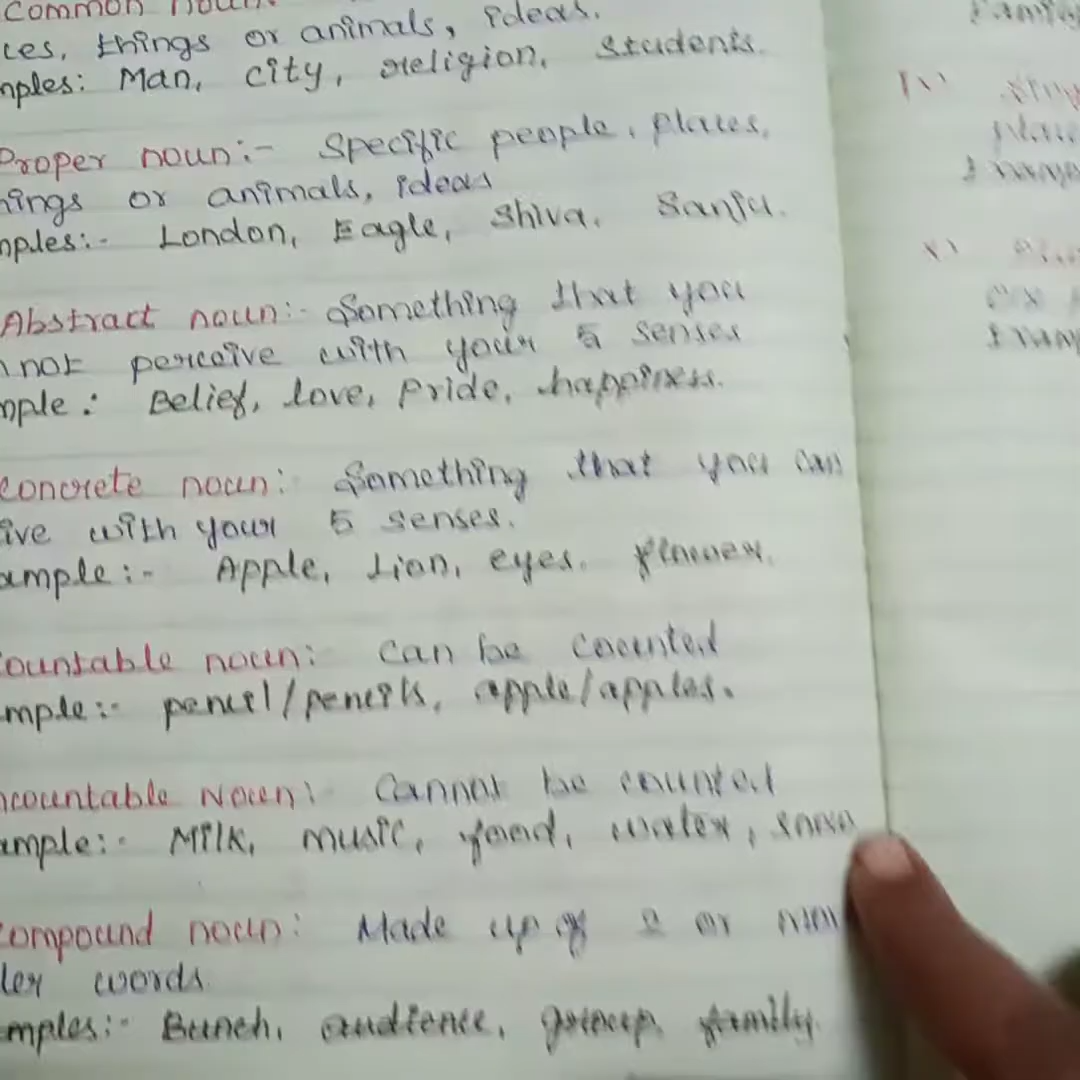 Common noun:
ces, things or animals, ideas.
mples: Man, city, religion, students.
Proper noun:- Specific people, places,
hings or animals, ideas
mples:- London, Eagle, Shiva, Sanju.
Abstract noun:- Something that you
not perceive with your 5 senses
mple: Belief, love, Pride, happiness.
Concrete noun: Something that you can
ive with your 5 senses.
ample:- Apple, Lion, eyes, flower.
ountable noun: can be counted
mple:- pencil/pencils, apple/apples.
ncountable Noun: Cannot be counted
ample:- Milk, music, food, water,
ompound noun: Made up of 2 or
ler words
mples:- Bunch, audience, group, family.